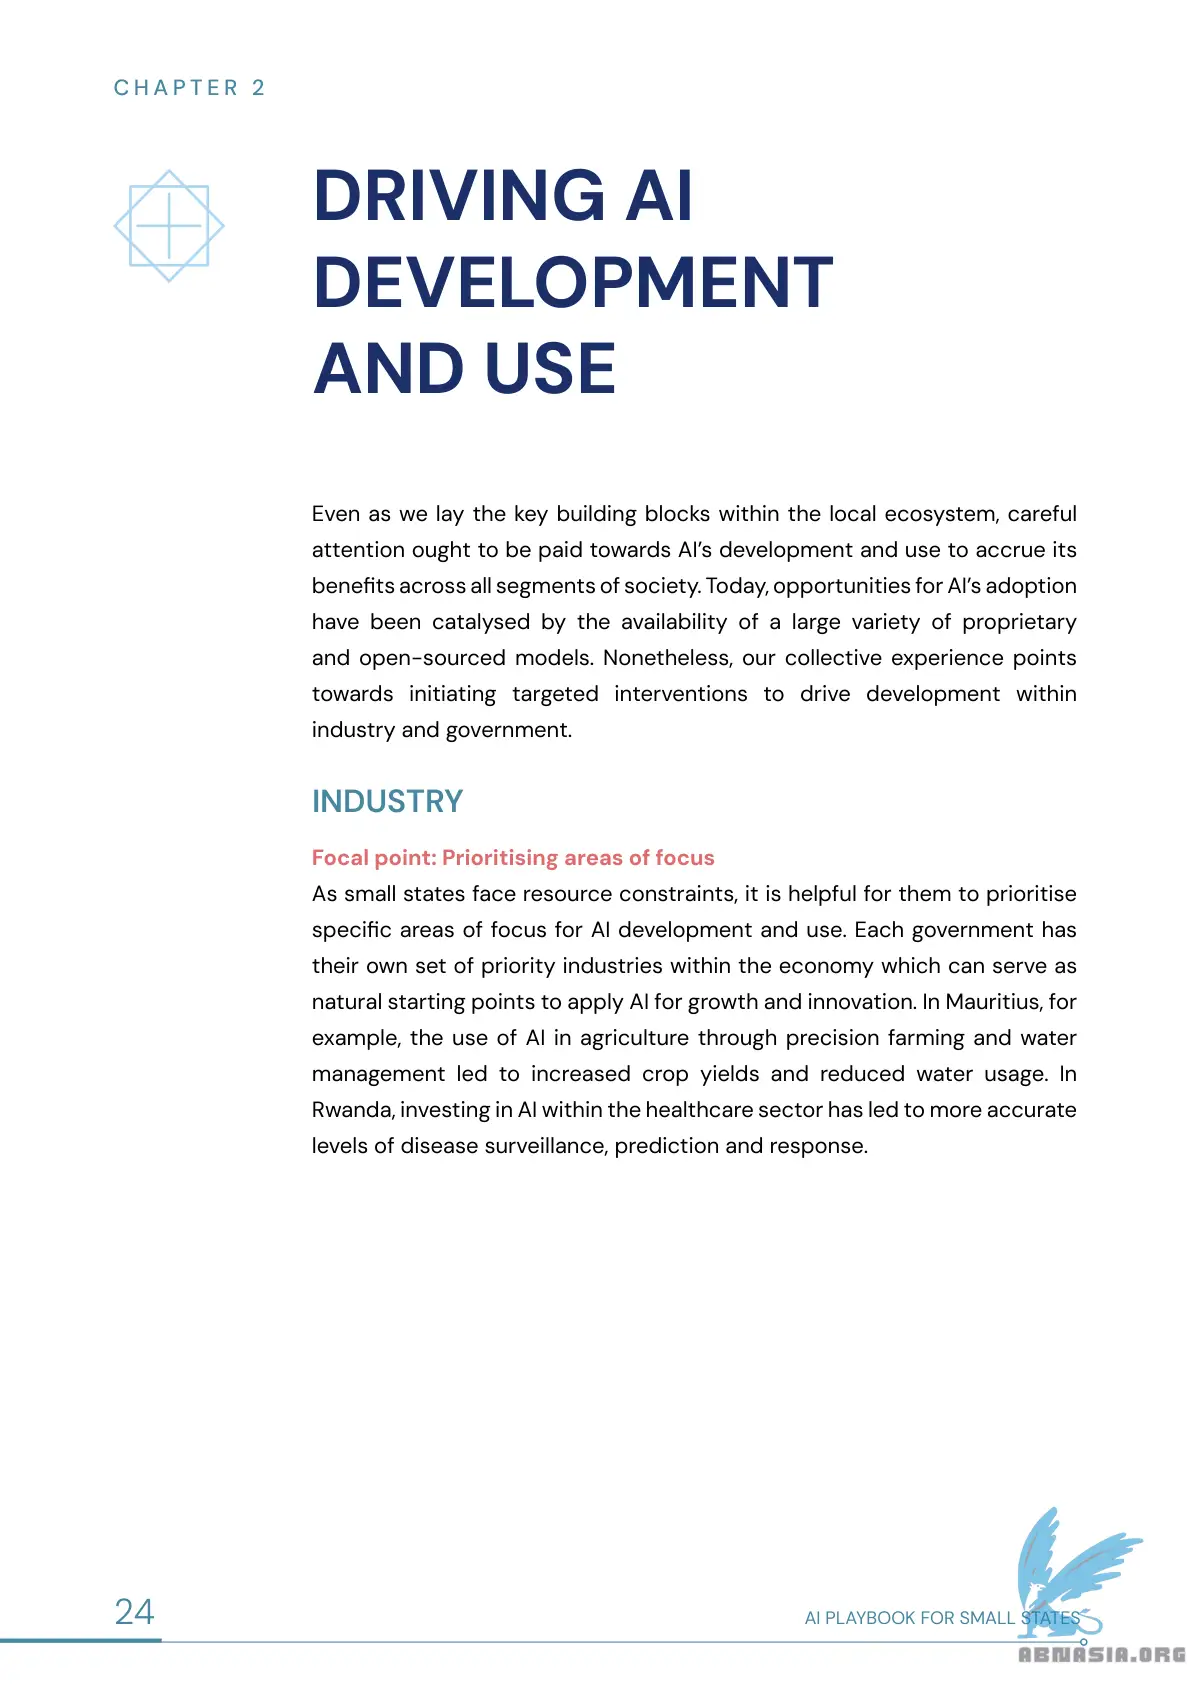 CHAPTER 2
DRIVING AI
DEVELOPMENT
AND USE
Even as we lay the key building blocks within the local ecosystem, careful
attention ought to be paid towards AI’s development and use to accrue its
benefits across all segments of society. Today, opportunities for AI’s adoption
have been catalysed by the availability of a large variety of proprietary
and open-sourced models. Nonetheless, our collective experience points
towards initiating targeted interventions to drive development within
industry and government.
INDUSTRY
Focal point: Prioritising areas of focus
As small states face resource constraints, it is helpful for them to prioritise
specific areas of focus for AI development and use. Each government has
their own set of priority industries within the economy which can serve as
natural starting points to apply AI for growth and innovation. In Mauritius, for
example, the use of AI in agriculture through precision farming and water
management led to increased crop yields and reduced water usage. In
Rwanda, investing in AI within the healthcare sector has led to more accurate
levels of disease surveillance, prediction and response.
24
AI PLAYBOOK FOR SMALL STATES
ABNASIA.ORG